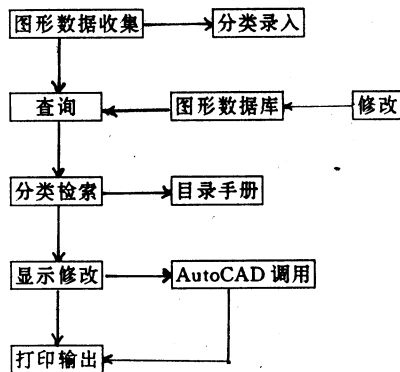 图形数据收集
分类录入
查询
图形数据库
修改
分类检索
目录手册
显示修改
AutoCAD 调用
打印输出